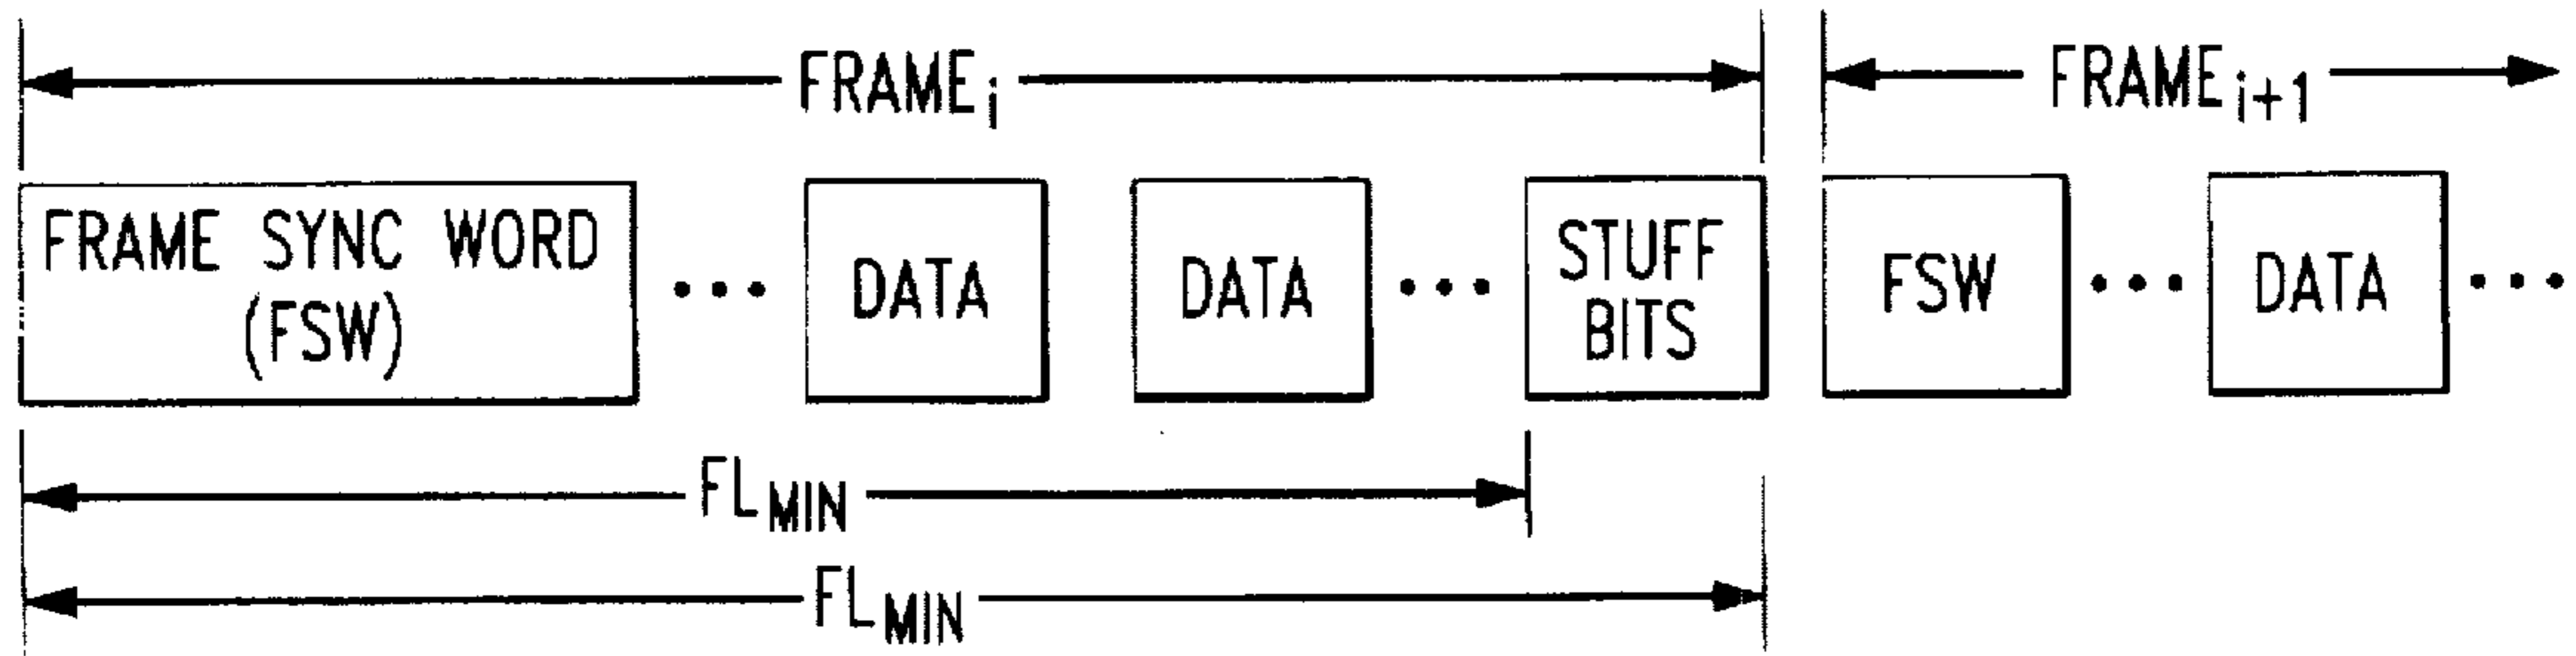 FRAMEi FRAMEi+1
FRAME SYNC WORD
(FSW)
... DATA DATA ... STUFF
BITS
FSW ... DATA ...
FLMIN
FLMIN